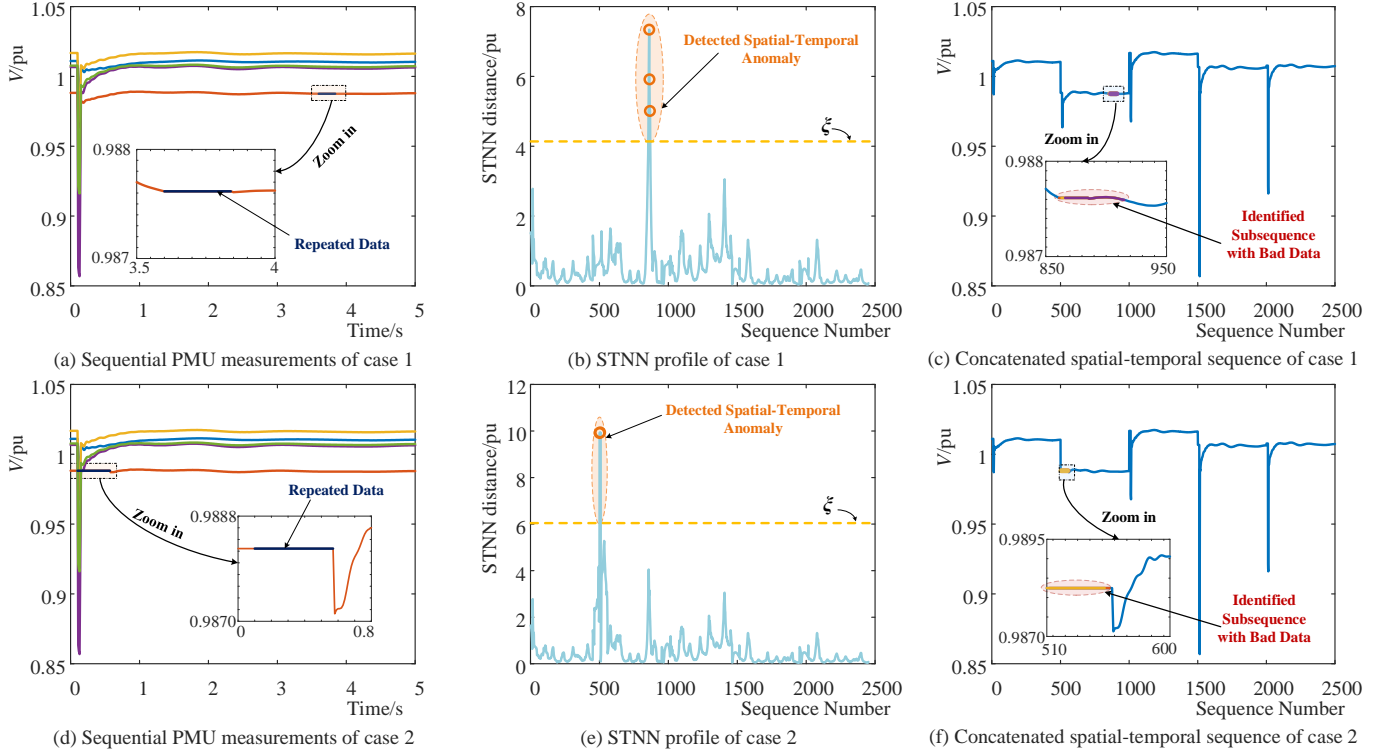 1.05
1
0.95
0.9
0.85
V/pu
0
1
2
3
4
5
Time/s
Zoom in
0.988
0.987
3.5
4
Repeated Data
(a) Sequential PMU measurements of case 1
8
6
4
2
0
STNN distance/pu
Detected Spatial-Temporal
Anomaly
ξ
0
500
1000
1500
2000
2500
Sequence Number
(b) STNN profile of case 1
1.05
1
0.95
0.9
0.85
V/pu
Zoom in
0.988
0.987
850
950
Identified
Subsequence
with Bad Data
0
500
1000
1500
2000
2500
Sequence Number
(c) Concatenated spatial-temporal sequence of case 1
1.05
1
0.95
0.9
0.85
V/pu
Zoom in
Repeated Data
0.9888
0.9870
0
0.8
0
1
2
3
4
5
Time/s
(d) Sequential PMU measurements of case 2
12
10
8
6
4
2
0
STNN distance/pu
Detected Spatial-Temporal
Anomaly
ξ
0
500
1000
1500
2000
2500
Sequence Number
(e) STNN profile of case 2
1.05
1
0.95
0.9
0.85
V/pu
Zoom in
0.9895
0.9870
510
600
Identified
Subsequence
with Bad Data
0
500
1000
1500
2000
2500
Sequence Number
(f) Concatenated spatial-temporal sequence of case 2